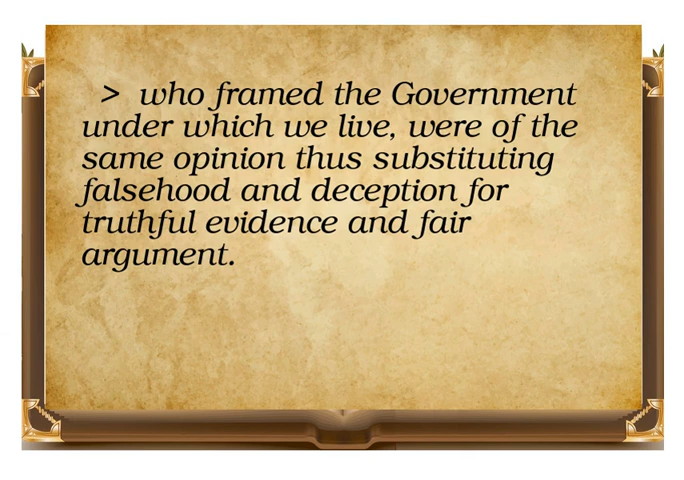 > who framed the Government
under which we live, were of the
same opinion thus substituting
falsehood and deception for
truthful evidence and fair
argument.